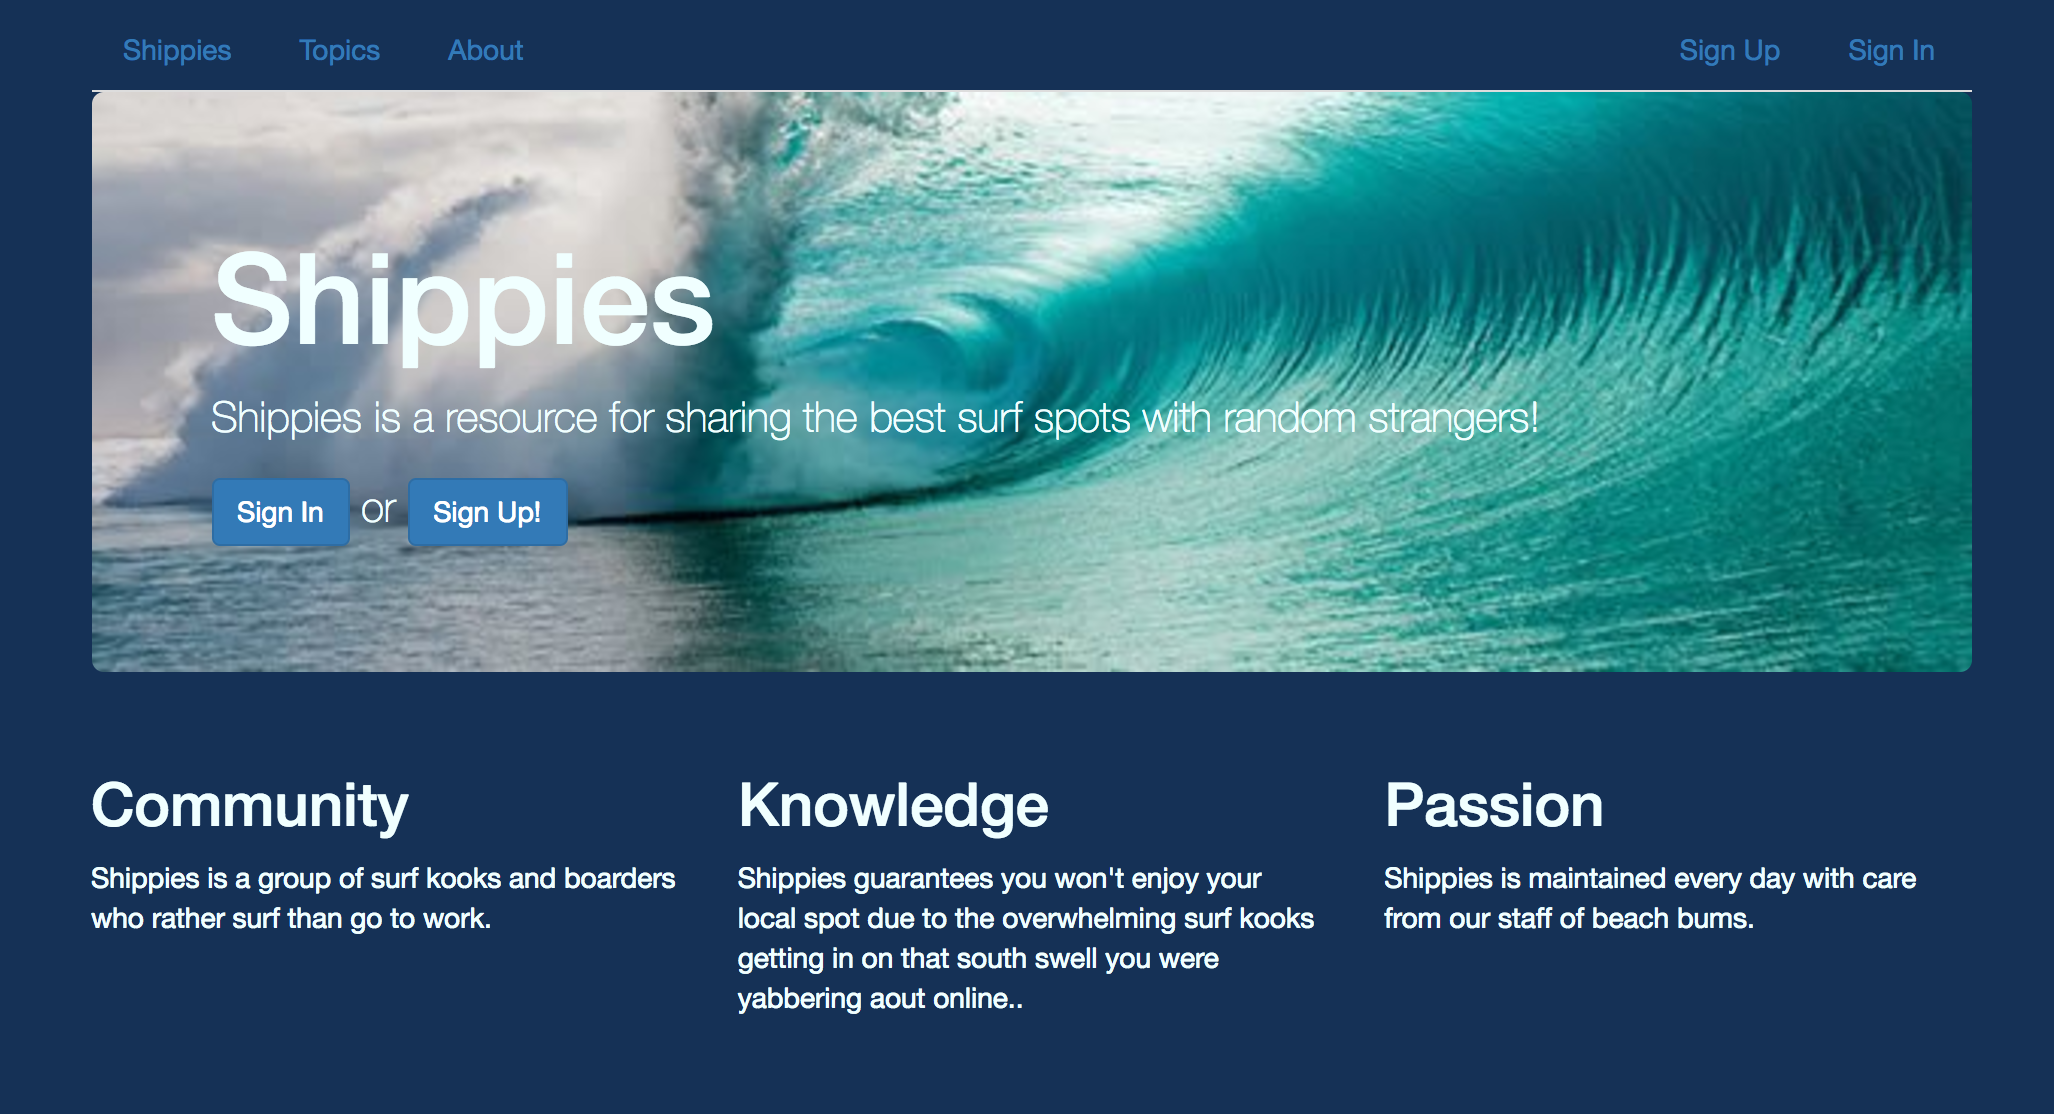 Shippies Topics About Sign Up Sign In
Shippies
Shippies is a resource for sharing the best surf spots with random strangers!
Sign In or Sign Up!
Community
Shippies is a group of surf kooks and boarders
who rather surf than go to work.
Knowledge
Shippies guarantees you won't enjoy your
local spot due to the overwhelming surf kooks
getting in on that south swell you were
yabbering aout online..
Passion
Shippies is maintained every day with care
from our staff of beach bums.